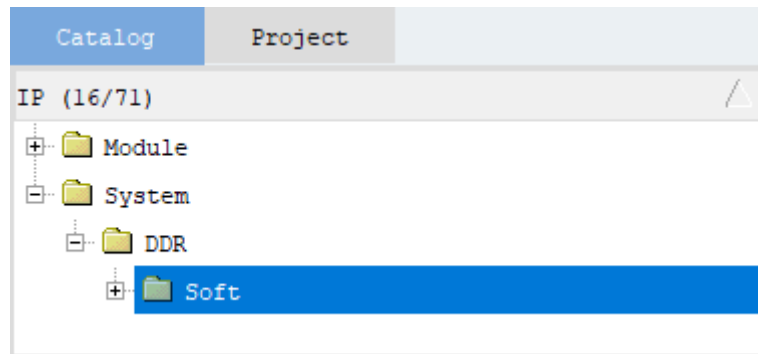 Catalog Project
IP (16/71)
Module
System
DDR
Soft